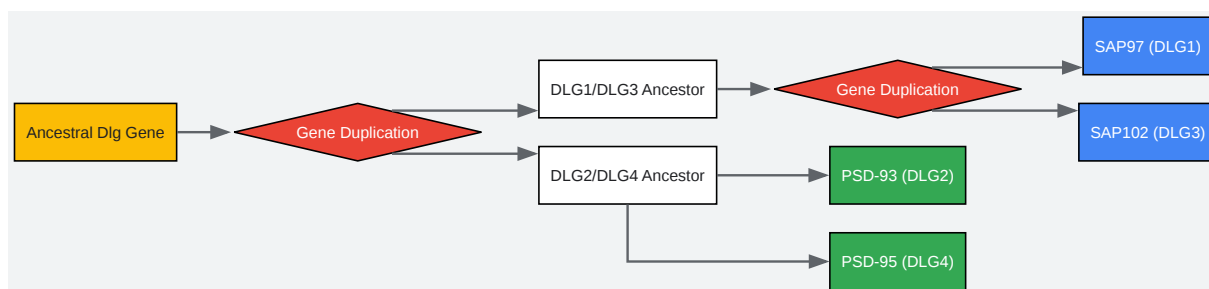 Ancestral Dlg Gene
Gene Duplication
DLG1/DLG3 Ancestor
DLG2/DLG4 Ancestor
Gene Duplication
SAP97 (DLG1)
SAP102 (DLG3)
PSD-93 (DLG2)
PSD-95 (DLG4)